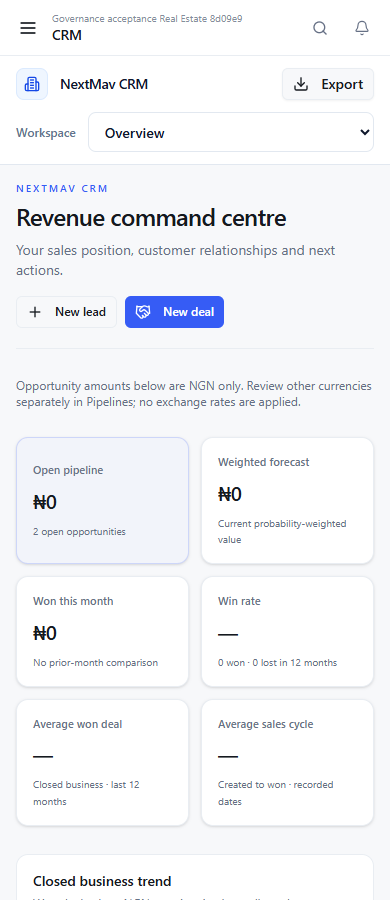 Governance acceptance Real Estate 8d09e9
CRM
NextMav CRM
Export
Workspace
Overview
NEXTMAV CRM
Revenue command centre
Your sales position, customer relationships and next
actions.
New lead
New deal
Opportunity amounts below are NGN only. Review other currencies
separately in Pipelines; no exchange rates are applied.
Open pipeline
₦0
2 open opportunities
Weighted forecast
₦0
Current probability-weighted
value
Won this month
₦0
No prior-month comparison
Win rate
—
0 won · 0 lost in 12 months
Average won deal
—
Closed business · last 12
months
Average sales cycle
—
Created to won · recorded
dates
Closed business trend